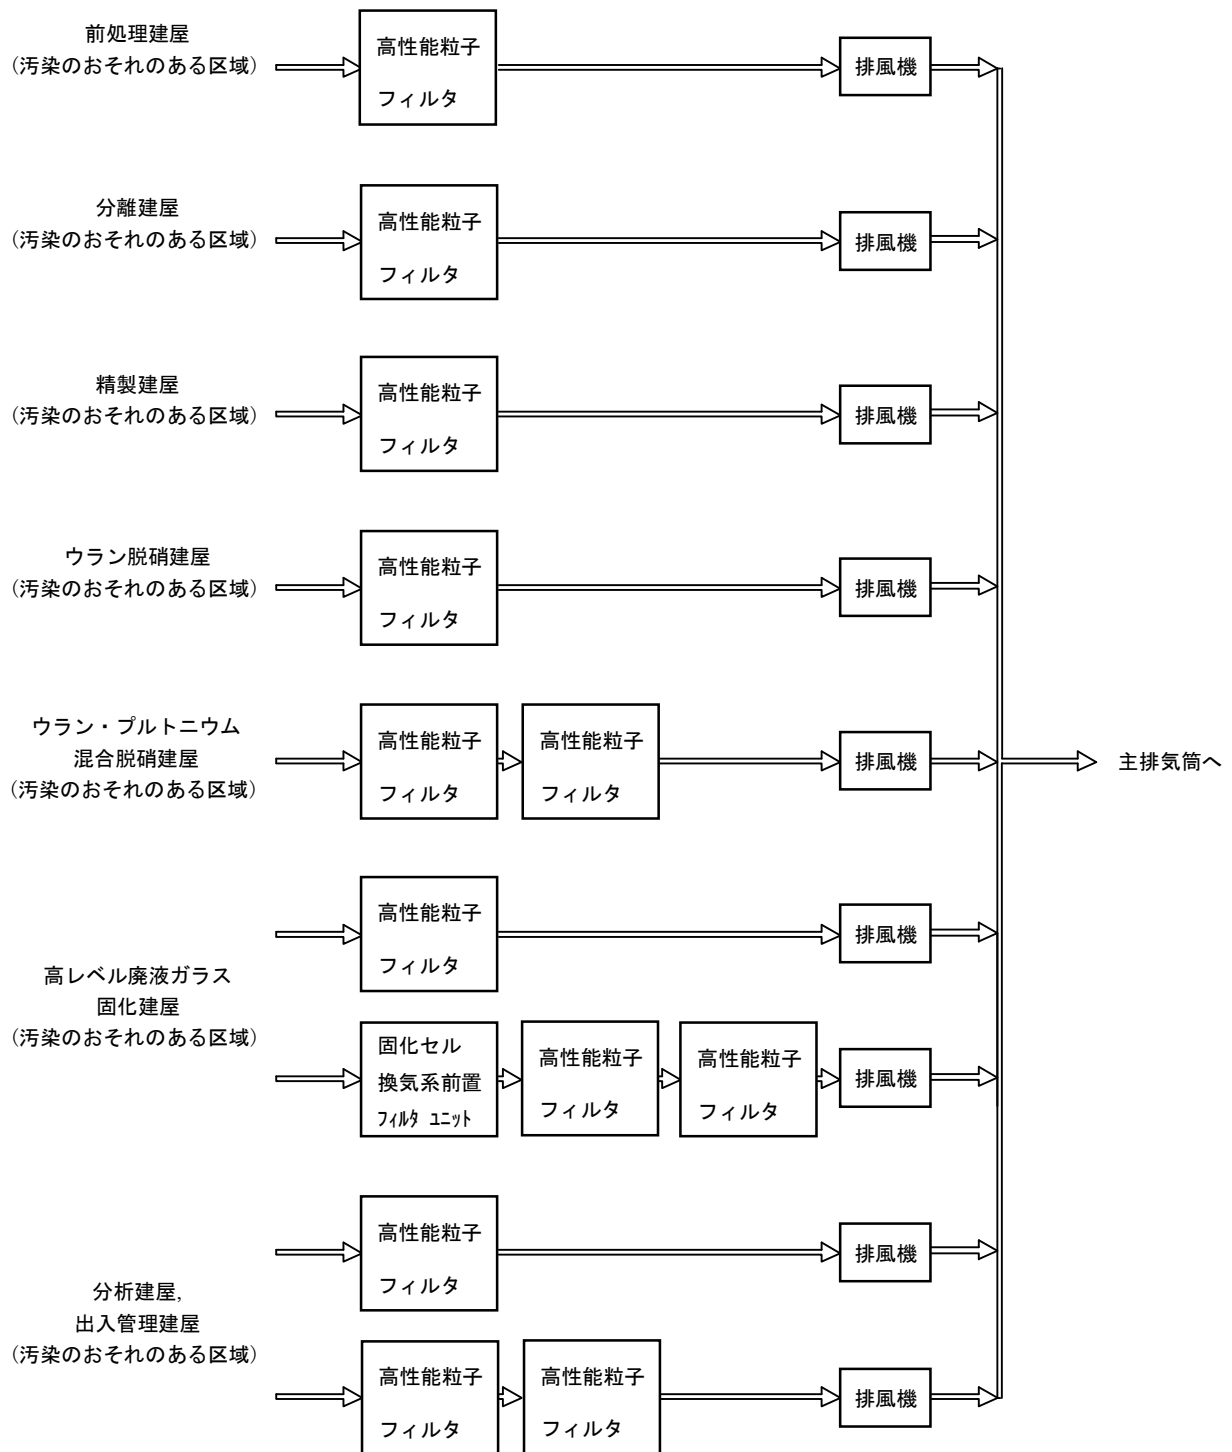 前処理建屋
(汚染のおそれのある区域)
高性能粒子
フィルタ
排風機
分離建屋
(汚染のおそれのある区域)
高性能粒子
フィルタ
排風機
精製建屋
(汚染のおそれのある区域)
高性能粒子
フィルタ
排風機
ウラン脱硝建屋
(汚染のおそれのある区域)
高性能粒子
フィルタ
排風機
ウラン・プルトニウム
混合脱硝建屋
(汚染のおそれのある区域)
高性能粒子
フィルタ
高性能粒子
フィルタ
排風機
主排気筒へ
高レベル廃液ガラス
固化建屋
(汚染のおそれのある区域)
高性能粒子
フィルタ
排風機
固化セル
換気系前置
フィルタ ユニット
高性能粒子
フィルタ
高性能粒子
フィルタ
排風機
分析建屋,
出入管理建屋
(汚染のおそれのある区域)
高性能粒子
フィルタ
排風機
高性能粒子
フィルタ
高性能粒子
フィルタ
排風機